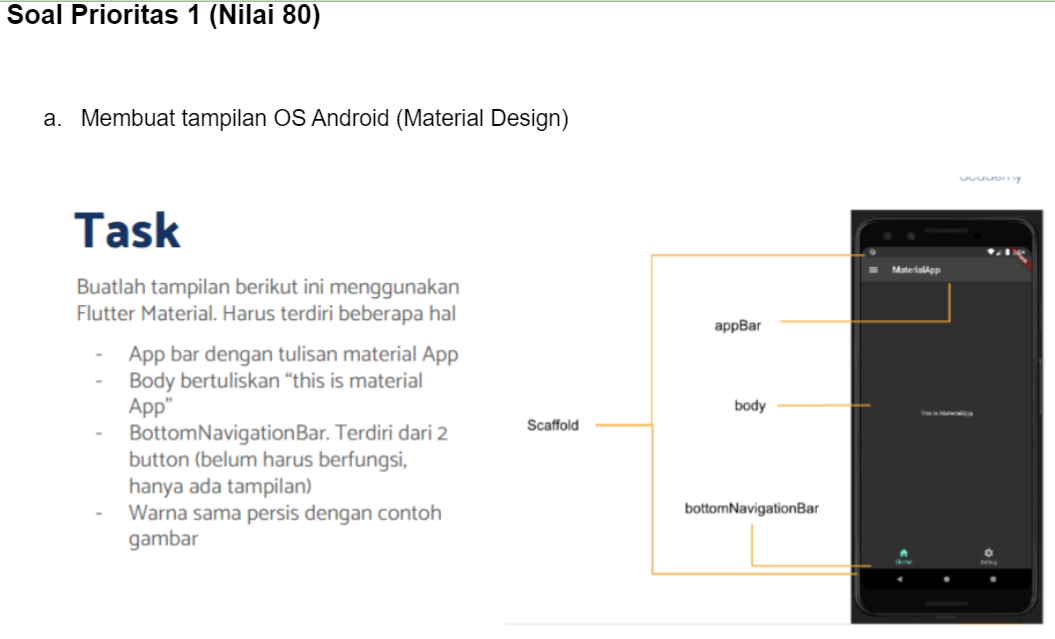 Soal Prioritas 1 (Nilai 80)
a. Membuat tampilan OS Android (Material Design)
academy
Task
Buatlah tampilan berikut ini menggunakan
Flutter Material. Harus terdiri beberapa hal
- App bar dengan tulisan material App
- Body bertuliskan “this is material
App”
- BottomNavigationBar. Terdiri dari 2
button (belum harus berfungsi,
hanya ada tampilan)
- Warna sama persis dengan contoh
gambar
Scaffold
appBar
body
bottomNavigationBar
MaterialApp
This is MaterialApp
Setting